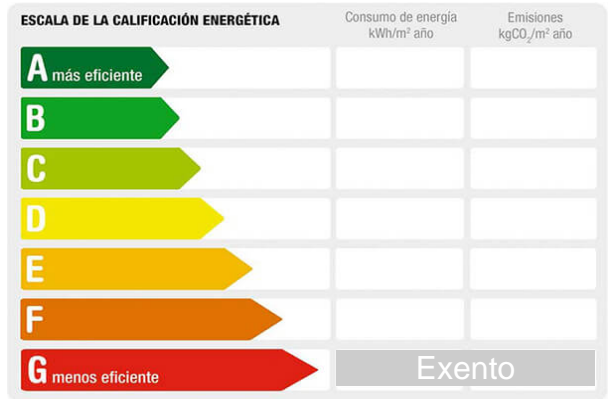 ESCALA DE LA CALIFICACIÓN ENERGÉTICA
Consumo de energía
kWh/m² año
Emisiones
kgCO₂/m² año
A más eficiente
B
C
D
E
F
G menos eficiente
Exento